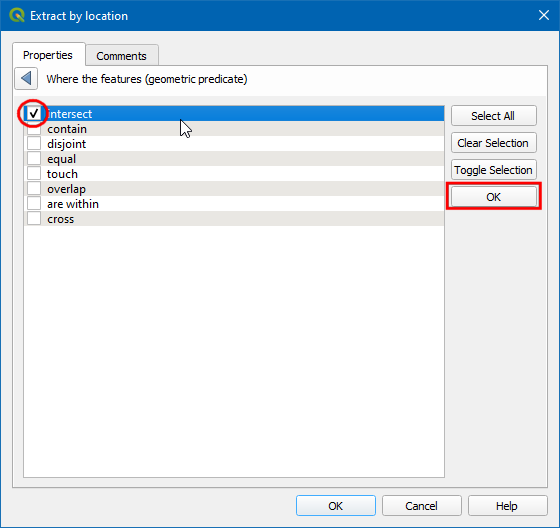 Extract by location
Properties
Comments
Where the features (geometric predicate)
intersect
contain
disjoint
equal
touch
overlap
are within
cross
Select All
Clear Selection
Toggle Selection
OK
OK
Cancel
Help